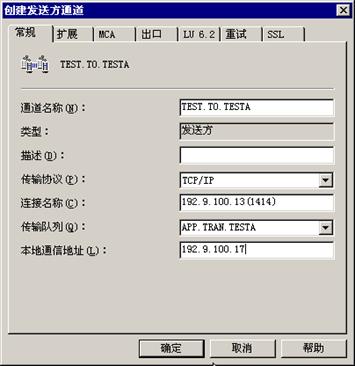 创建发送方通道
常规 扩展 MCA 出口 LU 6.2 重试 SSL
TEST.TO.TESTA
通道名称(N): TEST.TO.TESTA
类型: 发送方
描述(D):
传输协议(P): TCP/IP
连接名称(C): 192.9.100.13(1414)
传输队列(Q): APP.TRAN.TESTA
本地通信地址(L): 192.9.100.17
确定 取消 帮助